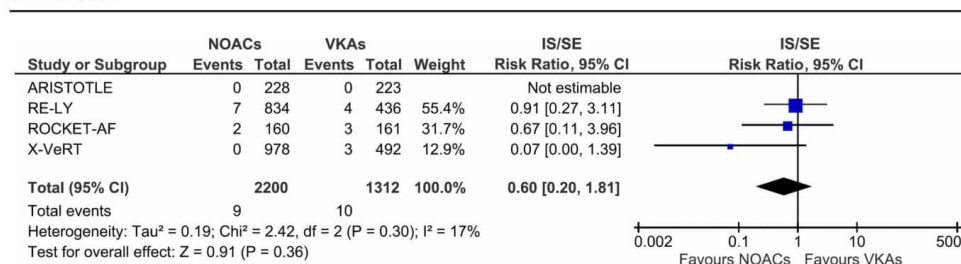 NOACs VKAs IS/SE IS/SE
Study or Subgroup Events Total Events Total Weight Risk Ratio, 95% CI Risk Ratio, 95% CI
ARISTOTLE 0 228 0 223 Not estimable
RE-LY 7 834 4 436 55.4% 0.91 [0.27, 3.11]
ROCKET-AF 2 160 3 161 31.7% 0.67 [0.11, 3.96]
X-VeRT 0 978 3 492 12.9% 0.07 [0.00, 1.39]
Total (95% CI) 2200 1312 100.0% 0.60 [0.20, 1.81]
Total events 9 10
Heterogeneity: Tau² = 0.19; Chi² = 2.42, df = 2 (P = 0.30); I² = 17%
Test for overall effect: Z = 0.91 (P = 0.36)
0.002 0.1 1 10 500
Favours NOACs Favours VKAs